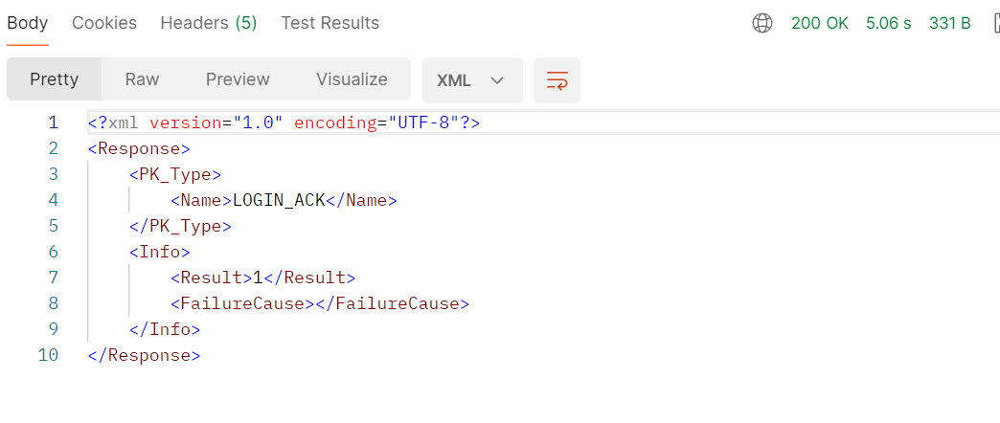 Body Cookies Headers (5) Test Results 200 OK 5.06 s 331 B
Pretty Raw Preview Visualize XML
1 <?xml version="1.0" encoding="UTF-8"?>
2 <Response>
3 <PK_Type>
4 <Name>LOGIN_ACK</Name>
5 </PK_Type>
6 <Info>
7 <Result>1</Result>
8 <FailureCause></FailureCause>
9 </Info>
10 </Response>